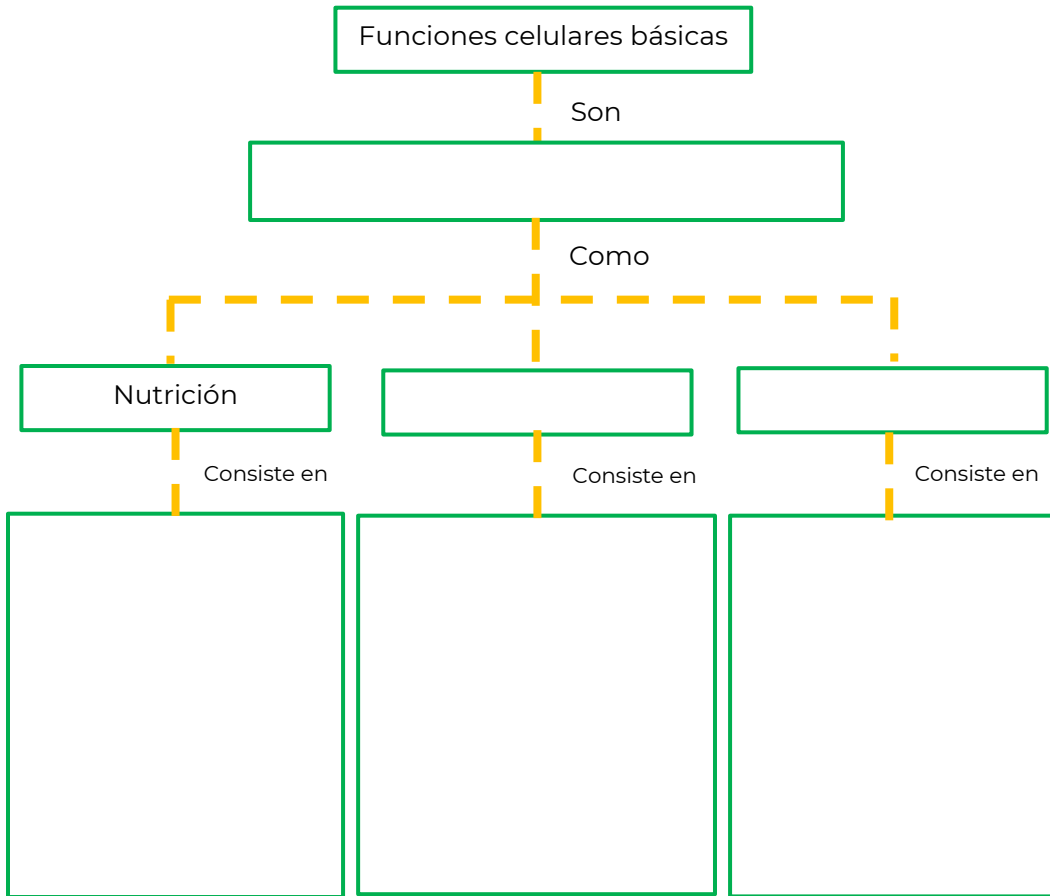 Funciones celulares básicas
Son
Como
Nutrición
Consiste en
Consiste en
Consiste en